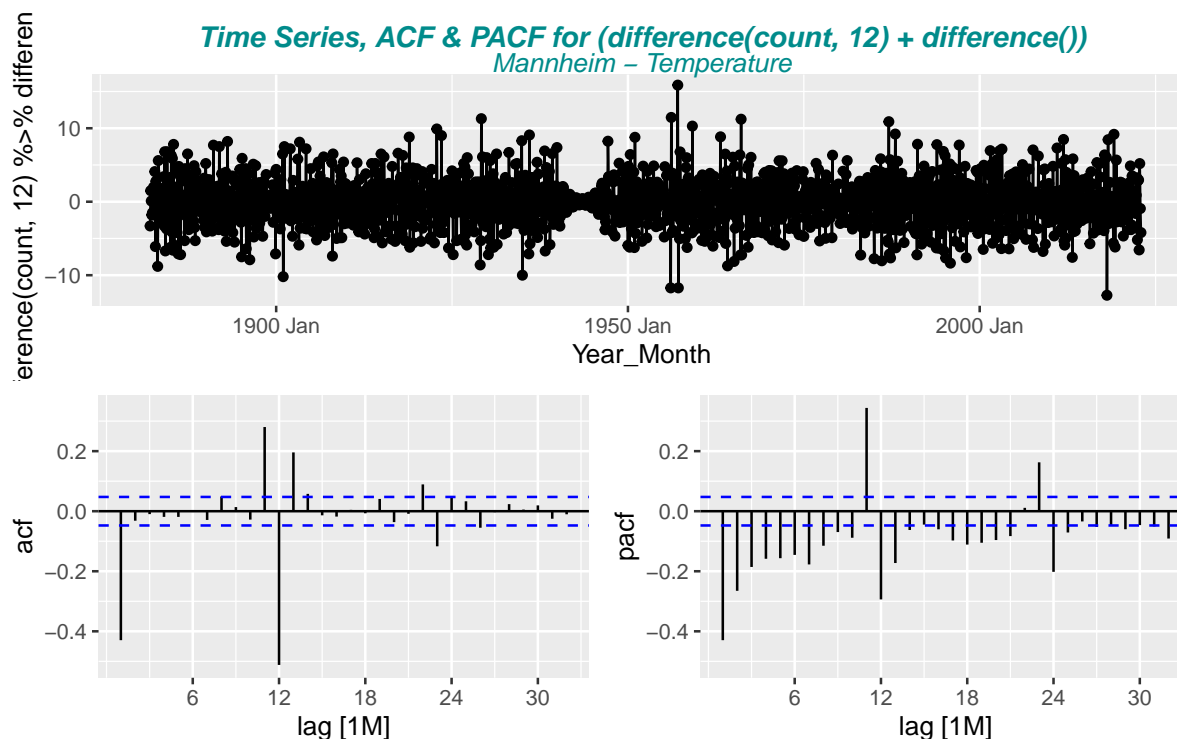 Time Series, ACF & PACF for (difference(count, 12) + difference())
Mannheim − Temperature
erence(count, 12) %>% differen
10
0
−10
1900 Jan
1950 Jan
2000 Jan
Year_Month
acf
0.2
0.0
−0.2
−0.4
6
12
18
24
30
lag [1M]
pacf
0.2
0.0
−0.2
−0.4
6
12
18
24
30
lag [1M]